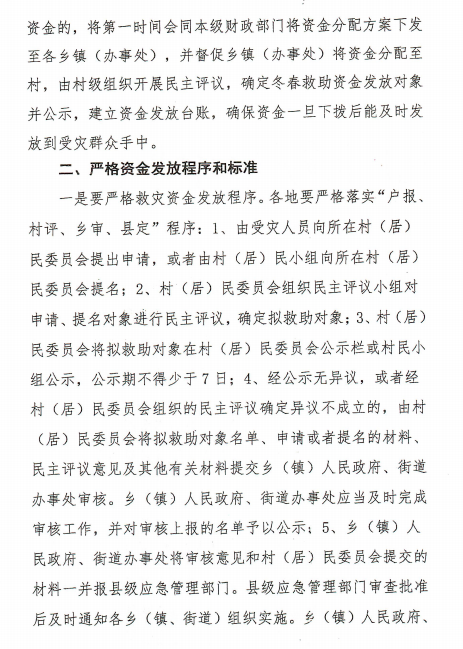 资金的，将第一时间会同本级财政部门将资金分配方案下发
至各乡镇（办事处），并督促乡镇（办事处）将资金分配至
村，由村级组织开展民主评议，确定冬春救助资金发放对象
并公示，建立资金发放台账，确保资金一旦下拨后能及时发
放到受灾群众手中。
二、严格资金发放程序和标准
一是要严格救灾资金发放程序。各地要严格落实“户报、
村评、乡审、县定”程序：1、由受灾人员向所在村（居）
民委员会提出申请，或者由村（居）民小组向所在村（居）
民委员会提名；2、村（居）民委员会组织民主评议小组对
申请、提名对象进行民主评议，确定拟救助对象；3、村（居）
民委员会将拟救助对象在村（居）民委员会公示栏或村民小
组公示，公示期不得少于7日；4、经公示无异议，或者经
村（居）民委员会组织的民主评议确定异议不成立的，由村
（居）民委员会将拟救助对象名单、申请或者提名的材料、
民主评议意见及其他有关材料提交乡（镇）人民政府、街道
办事处审核。乡（镇）人民政府、街道办事处应当及时完成
审核工作，并对审核上报的名单予以公示；5、乡（镇）人
民政府、街道办事处将审核意见和村（居）民委员会提交的
材料一并报县级应急管理部门。县级应急管理部门审查批准
后及时通知各乡（镇、街道）组织实施。乡（镇）人民政府、